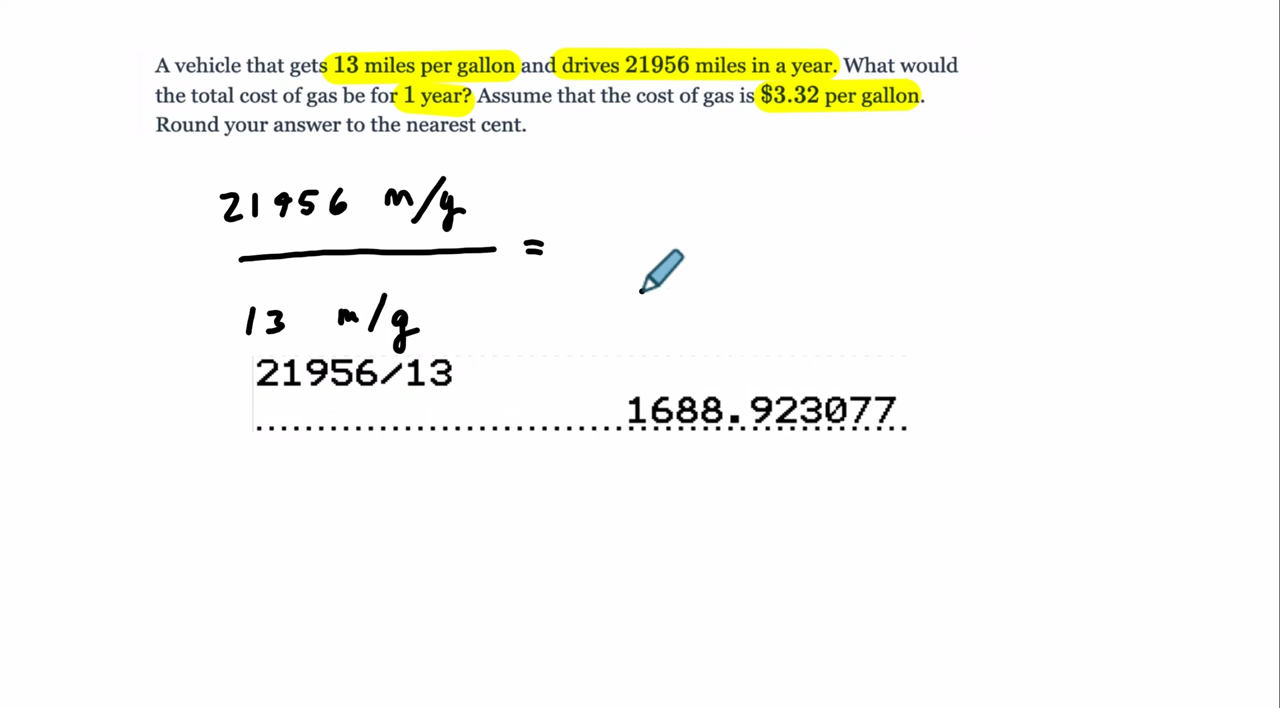 A vehicle that gets 13 miles per gallon and drives 21956 miles in a year. What would
the total cost of gas be for 1 year? Assume that the cost of gas is $3.32 per gallon.
Round your answer to the nearest cent.
21956 m/y
=
13 m/g
21956/13
1688.923077